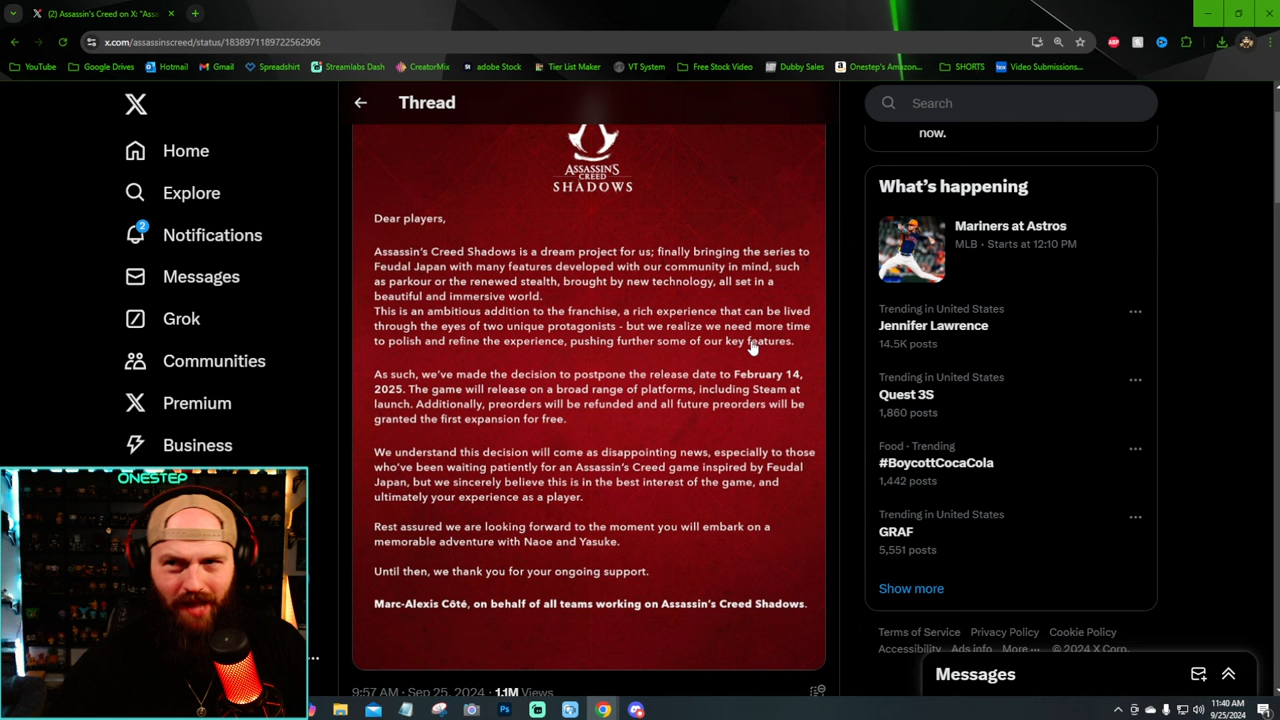 (2) Assassin's Creed on X: "Assa
x.com/assassinscreed/status/1838971189722562906
YouTube
Google Drives
Hotmail
Gmail
Spreadshirt
Streamlabs Dash
CreatorMix
adobe Stock
Tier List Maker
VT System
Free Stock Video
Dubby Sales
Onestep's Amazon...
SHORTS
Video Submissions...
Home
Explore
2
Notifications
Messages
Grok
Communities
Premium
Business
ONESTEP
Thread
ASSASSIN'S
CREED
SHADOWS
Dear players,
Assassin's Creed Shadows is a dream project for us; finally bringing the series to
Feudal Japan with many features developed with our community in mind, such
as parkour or the renewed stealth, brought by new technology, all set in a
beautiful and immersive world.
This is an ambitious addition to the franchise, a rich experience that can be lived
through the eyes of two unique protagonists - but we realize we need more time
to polish and refine the experience, pushing further some of our key features.
As such, we've made the decision to postpone the release date to February 14,
2025. The game will release on a broad range of platforms, including Steam at
launch. Additionally, preorders will be refunded and all future preorders will be
granted the first expansion for free.
We understand this decision will come as disappointing news, especially to those
who've been waiting patiently for an Assassin's Creed game inspired by Feudal
Japan, but we sincerely believe this is in the best interest of the game, and
ultimately your experience as a player.
Rest assured we are looking forward to the moment you will embark on a
memorable adventure with Naoe and Yasuke.
Until then, we thank you for your ongoing support.
Marc-Alexis Côté, on behalf of all teams working on Assassin's Creed Shadows.
9:57 AM · Sep 25, 2024 · 1.1M Views
Search
now.
What's happening
Mariners at Astros
MLB · Starts at 12:10 PM
Trending in United States
Jennifer Lawrence
14.5K posts
Trending in United States
Quest 3S
1,860 posts
Food · Trending
#BoycottCocaCola
1,442 posts
Trending in United States
GRAF
5,551 posts
Show more
Terms of Service Privacy Policy Cookie Policy
Accessibility Ads info More ... © 2024 X Corp.
Messages
11:40 AM
9/25/2024